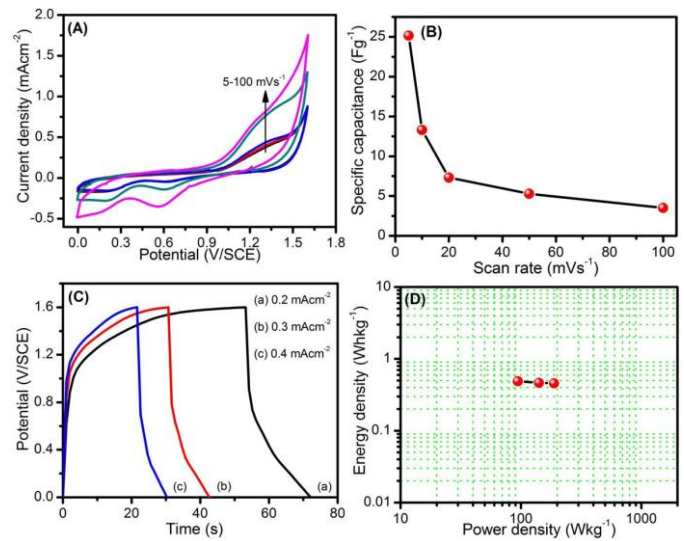 (A)
5-100 mVs⁻¹
Current density (mAcm⁻²)
2.0
1.5
1.0
0.5
0.0
-0.5
0.0 0.3 0.6 0.9 1.2 1.5 1.8
Potential (V/SCE)
(B)
Specific capacitance (Fg⁻¹)
25
20
15
10
5
0
0 20 40 60 80 100
Scan rate (mVs⁻¹)
(C)
(a) 0.2 mAcm⁻²
(b) 0.3 mAcm⁻²
(c) 0.4 mAcm⁻²
Potential (V/SCE)
2.0
1.6
1.2
0.8
0.4
0.0
(c) (b) (a)
0 20 40 60 80
Time (s)
(D)
Energy density (Whkg⁻¹)
10
1
0.1
0.01
10 100 1000
Power density (Wkg⁻¹)